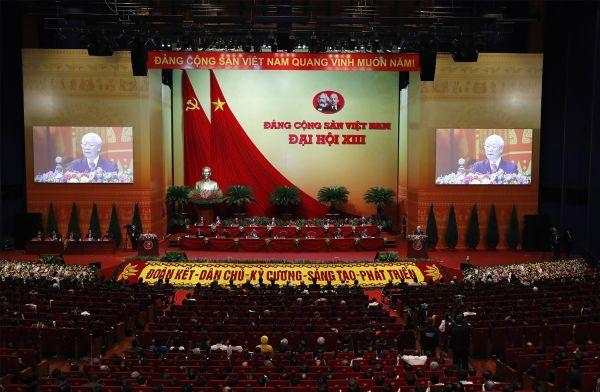 ĐẢNG CỘNG SẢN VIỆT NAM QUANG VINH MUÔN NĂM!
ĐẢNG CỘNG SẢN VIỆT NAM
ĐẠI HỘI XIII
ĐOÀN KẾT-DÂN CHỦ-KỶ CƯƠNG-SÁNG TẠO-PHÁT TRIỂN